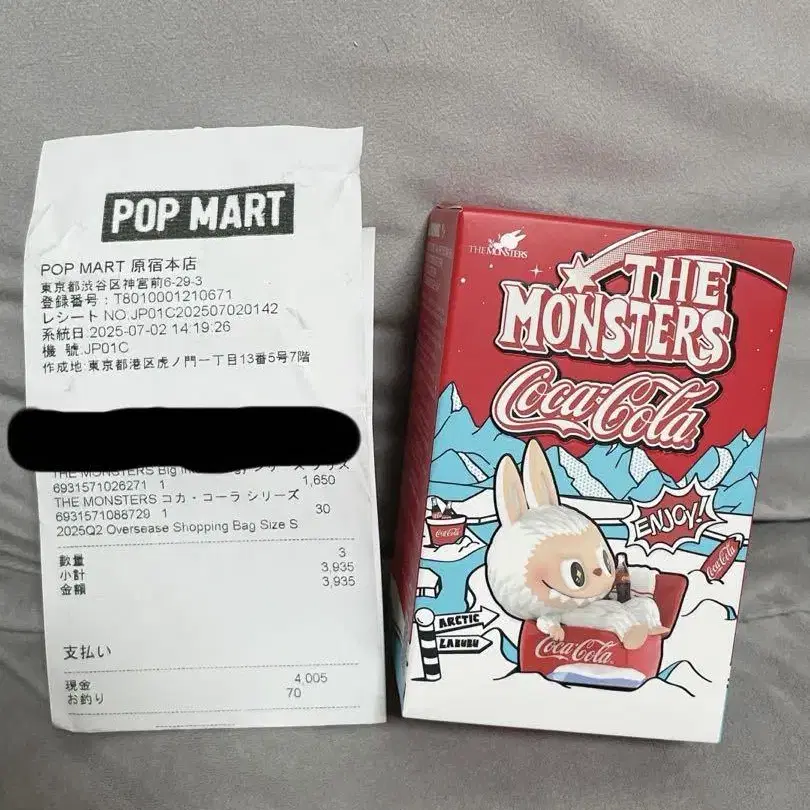 POP MART
POP MART 原宿本店
東京都渋谷区神宮前6-29-3
登録番号：T8010001210671
レシート NO.JP01C202507020142
系統日.2025-07-02 14:19:26
機 號.JP01C
作成地:東京都港区虎ノ門一丁目13番5号7階
THE MONSTERS Big シリーズ
6931571026271 1 1,650
THE MONSTERS コカ・コーラ シリーズ
6931571088729 1 30
2025Q2 Oversease Shopping Bag Size S
數量 3
小計 3,935
金額 3,935
支払い
現金 4,005
お釣り 70
THE MONSTERS
THE
MONSTERS
Coca-Cola
ENJOY!
Coca-Cola
Coca-Cola
ARCTIC
LABUBU
Coca-Cola